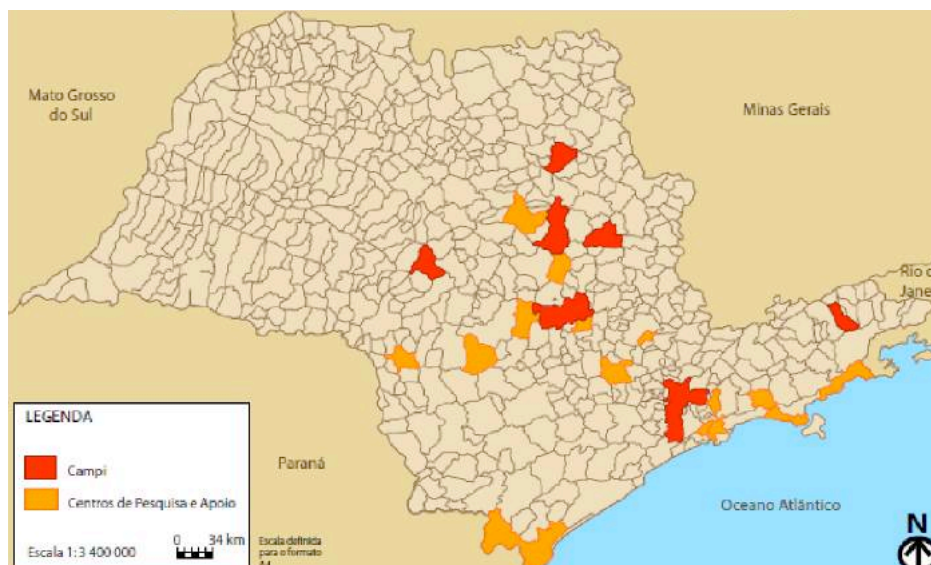 Mato Grosso
do Sul
Minas Gerais
Rio d
Jane
LEGENDA
Campi
Centros de Pesquisa e Apoio
Escala 1:3 400 000
0 34 km
Escala definida
para o formato
Paraná
Oceano Atlântico
N